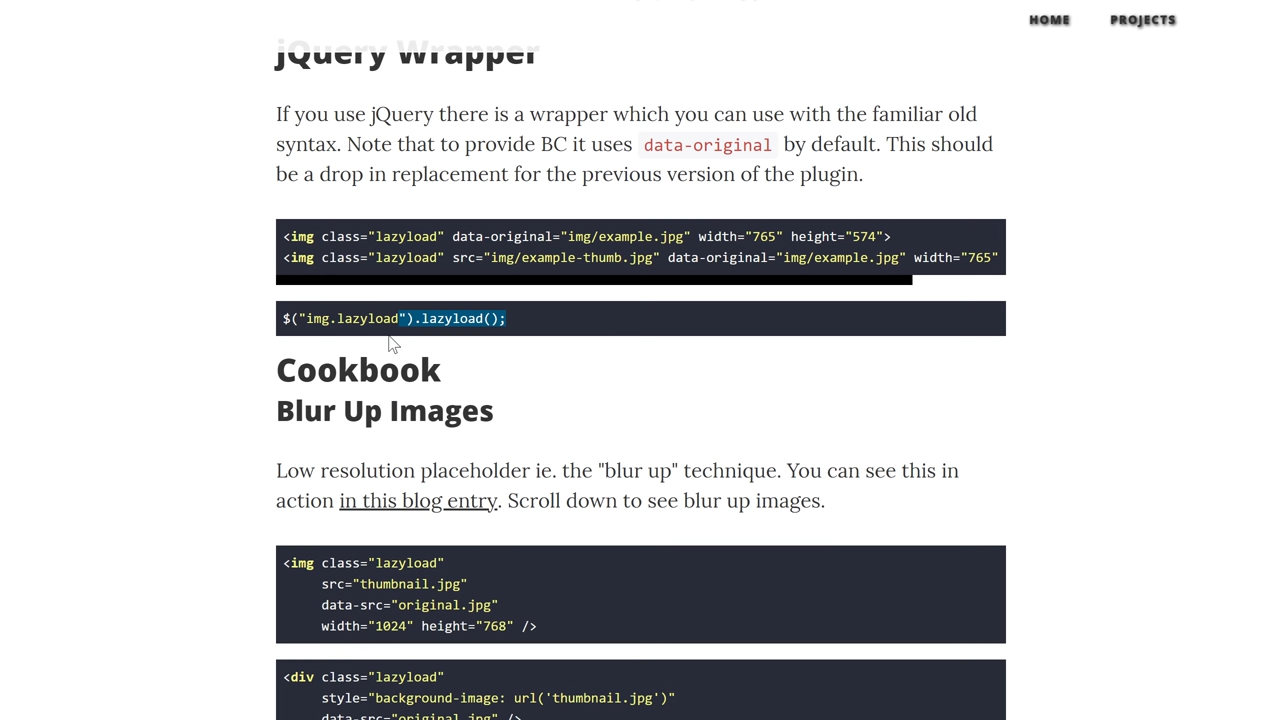 HOME PROJECTS
jQuery Wrapper
If you use jQuery there is a wrapper which you can use with the familiar old
syntax. Note that to provide BC it uses data-original by default. This should
be a drop in replacement for the previous version of the plugin.
<img class="lazyload" data-original="img/example.jpg" width="765" height="574">
<img class="lazyload" src="img/example-thumb.jpg" data-original="img/example.jpg" width="765"
$("img.lazyload").lazyload();
Cookbook
Blur Up Images
Low resolution placeholder ie. the "blur up" technique. You can see this in
action in this blog entry. Scroll down to see blur up images.
<img class="lazyload"
src="thumbnail.jpg"
data-src="original.jpg"
width="1024" height="768" />
<div class="lazyload"
style="background-image: url('thumbnail.jpg')"
data-src="original.jpg" />